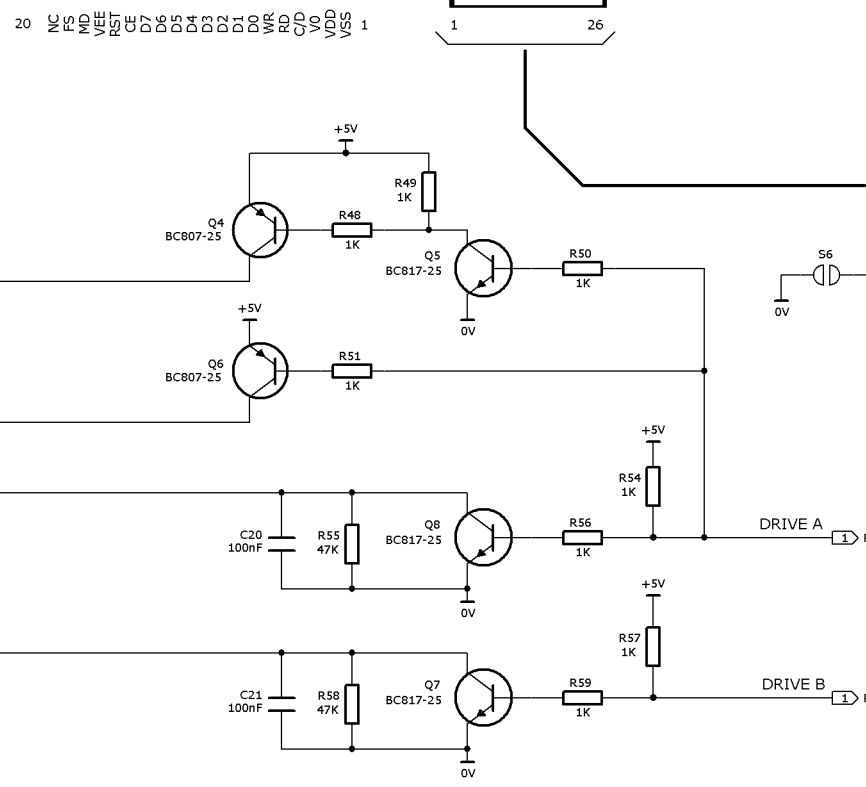 20 NC FS MD VEE RST CE D7 D6 D5 D4 D3 D2 D1 D0 WR RD C/D V0 VDD VSS 1
1 26
+5V
R49
1K
Q4
BC807-25
R48
1K
Q5
BC817-25
R50
1K
0V
S6
0V
+5V
Q6
BC807-25
R51
1K
+5V
R54
1K
C20
100nF
R55
47K
Q8
BC817-25
R56
1K
DRIVE A
1
0V
+5V
R57
1K
C21
100nF
R58
47K
Q7
BC817-25
R59
1K
DRIVE B
1
0V